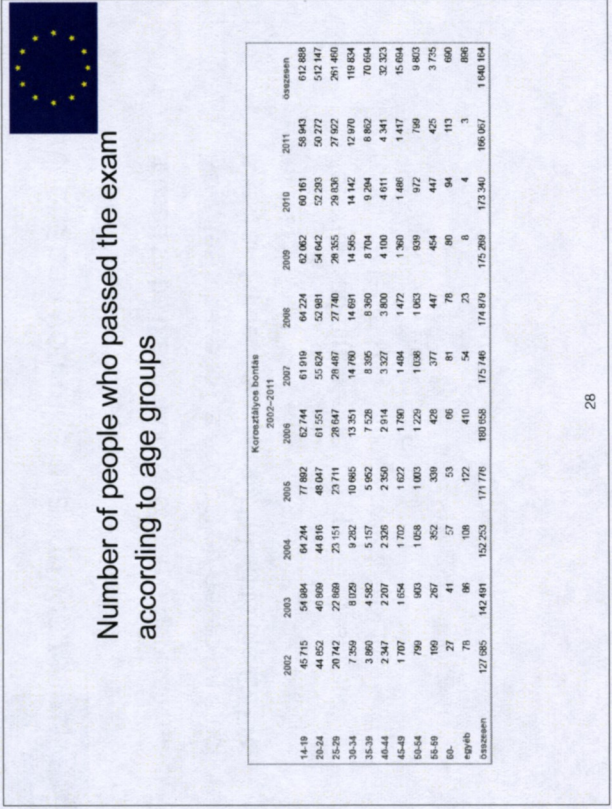 Number of people who passed the exam
according to age groups
Korosztályos bontás
2002–2011
2002 2003 2004 2005 2006 2007 2008 2009 2010 2011 összesen
14-19 45 715 54 984 64 244 77 892 62 744 61 919 64 224 62 062 60 161 58 943 612 888
20-24 44 652 44 816 48 047 61 551 55 624 52 981 54 642 52 293 50 272 512 147
25-29 20 742 23 151 23 711 28 647 28 487 27 740 28 355 29 836 27 922 261 460
30-34 7 359 8 029 9 282 10 665 13 351 14 760 14 691 14 565 14 142 12 970 119 834
35-39 3 860 4 582 5 157 5 952 7 528 8 395 8 360 8 704 9 294 8 862 70 694
40-44 2 347 2 207 2 326 2 350 2 914 3 327 3 800 4 100 4 611 4 341 32 323
45-49 1 707 1 654 1 702 1 622 1 790 1 484 1 472 1 360 1 486 1 417 15 694
50-54 799 903 1 058 1 003 1 229 1 038 1 063 939 972 799 9 803
55-59 199 267 352 339 428 377 447 454 447 425 3 735
60- 27 41 57 53 66 81 78 80 94 113 690
egyéb 78 86 108 122 410 54 23 8 4 3 896
összesen 127 685 142 491 152 253 171 776 180 658 175 746 174 879 175 269 173 340 166 067 1 640 164
28